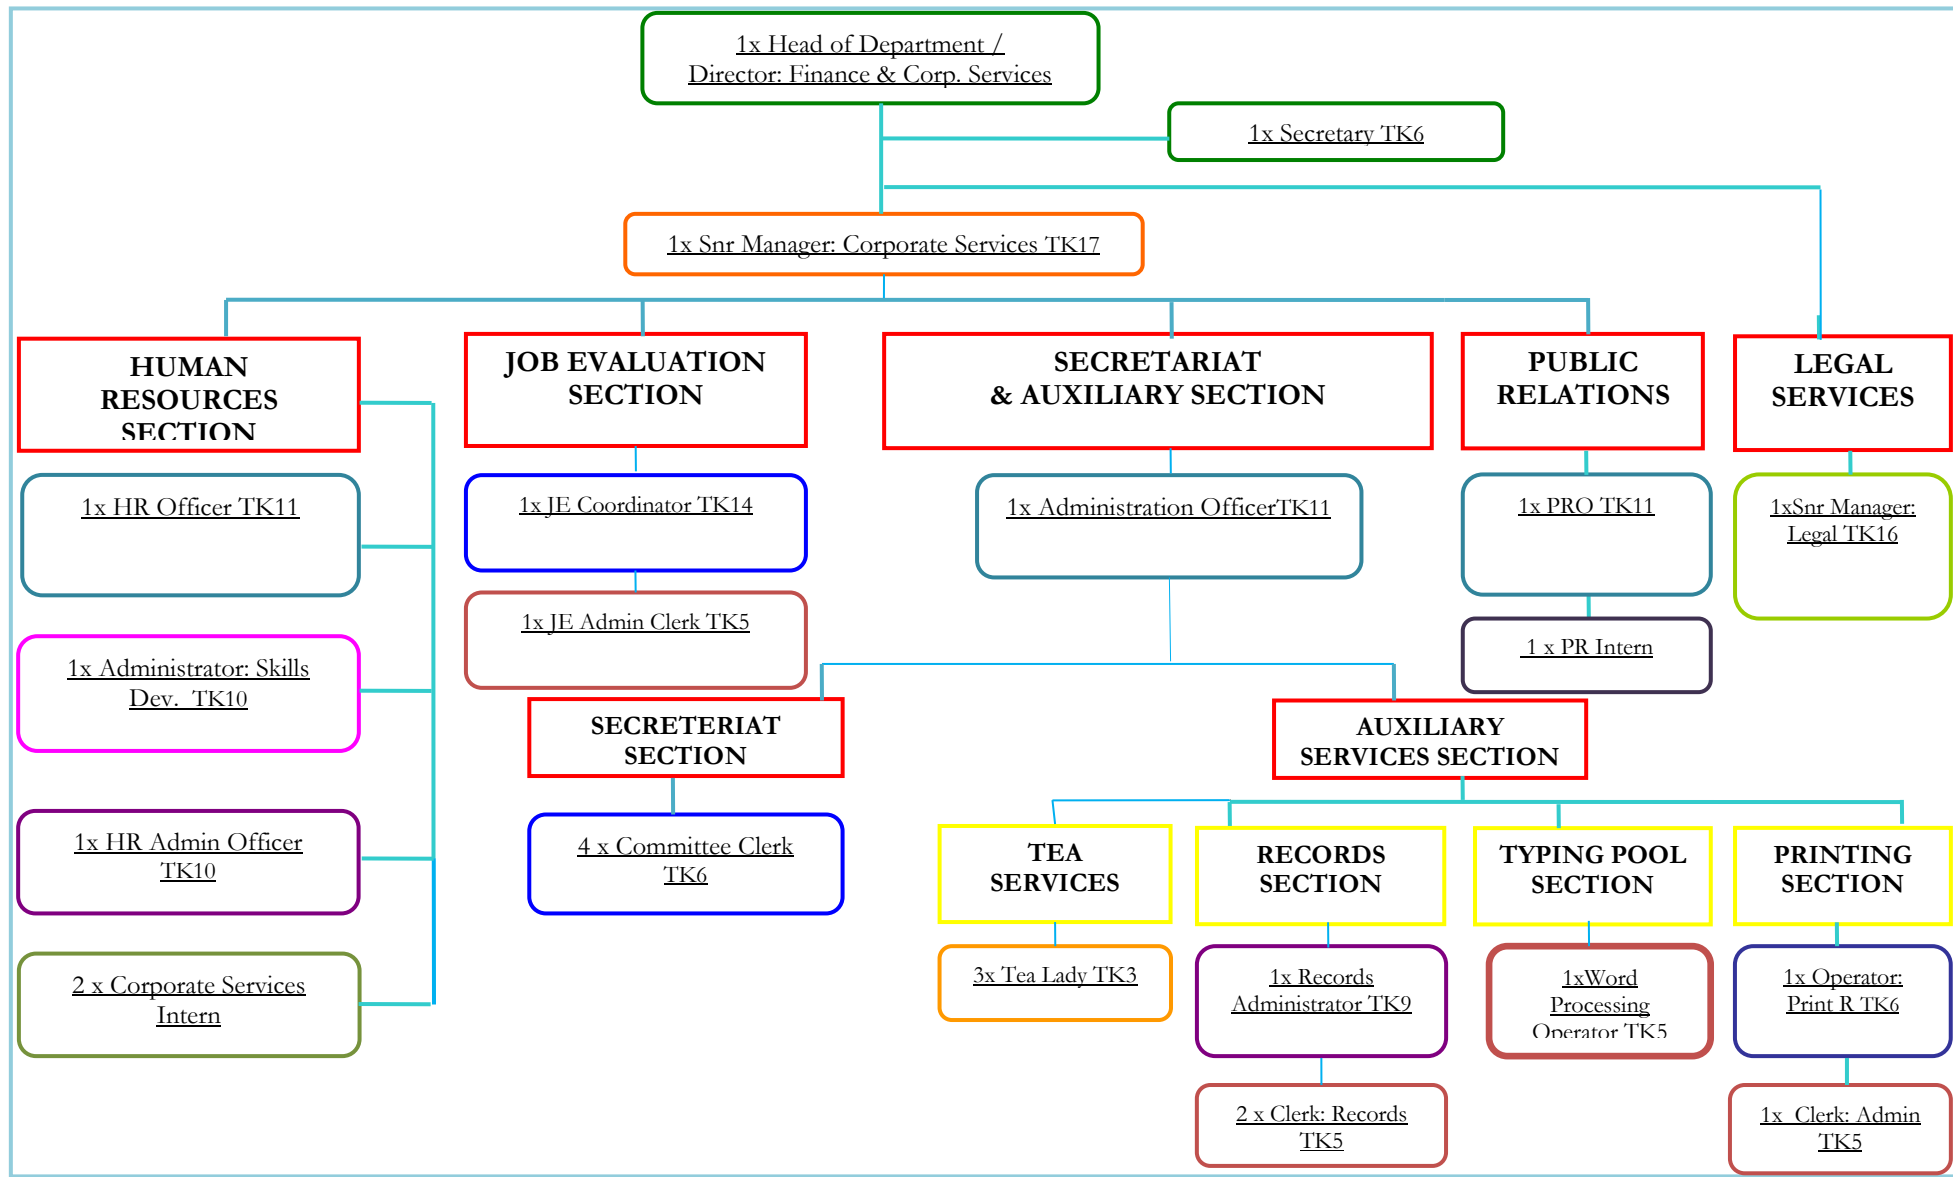 1x Head of Department /
Director: Finance & Corp. Services
1x Secretary TK6
1x Snr Manager: Corporate Services TK17
HUMAN
RESOURCES
SECTION
JOB EVALUATION
SECTION
SECRETARIAT
& AUXILIARY SECTION
PUBLIC
RELATIONS
LEGAL
SERVICES
1x HR Officer TK11
1x JE Coordinator TK14
1x Administration OfficerTK11
1x PRO TK11
1xSnr Manager:
Legal TK16
1x JE Admin Clerk TK5
1 x PR Intern
1x Administrator: Skills
Dev. TK10
SECRETERIAT
SECTION
AUXILIARY
SERVICES SECTION
1x HR Admin Officer
TK10
4 x Committee Clerk
TK6
TEA
SERVICES
RECORDS
SECTION
TYPING POOL
SECTION
PRINTING
SECTION
2 x Corporate Services
Intern
3x Tea Lady TK3
1x Records
Administrator TK9
1xWord
Processing
Operator TK5
1x Operator:
Print R TK6
2 x Clerk: Records
TK5
1x Clerk: Admin
TK5